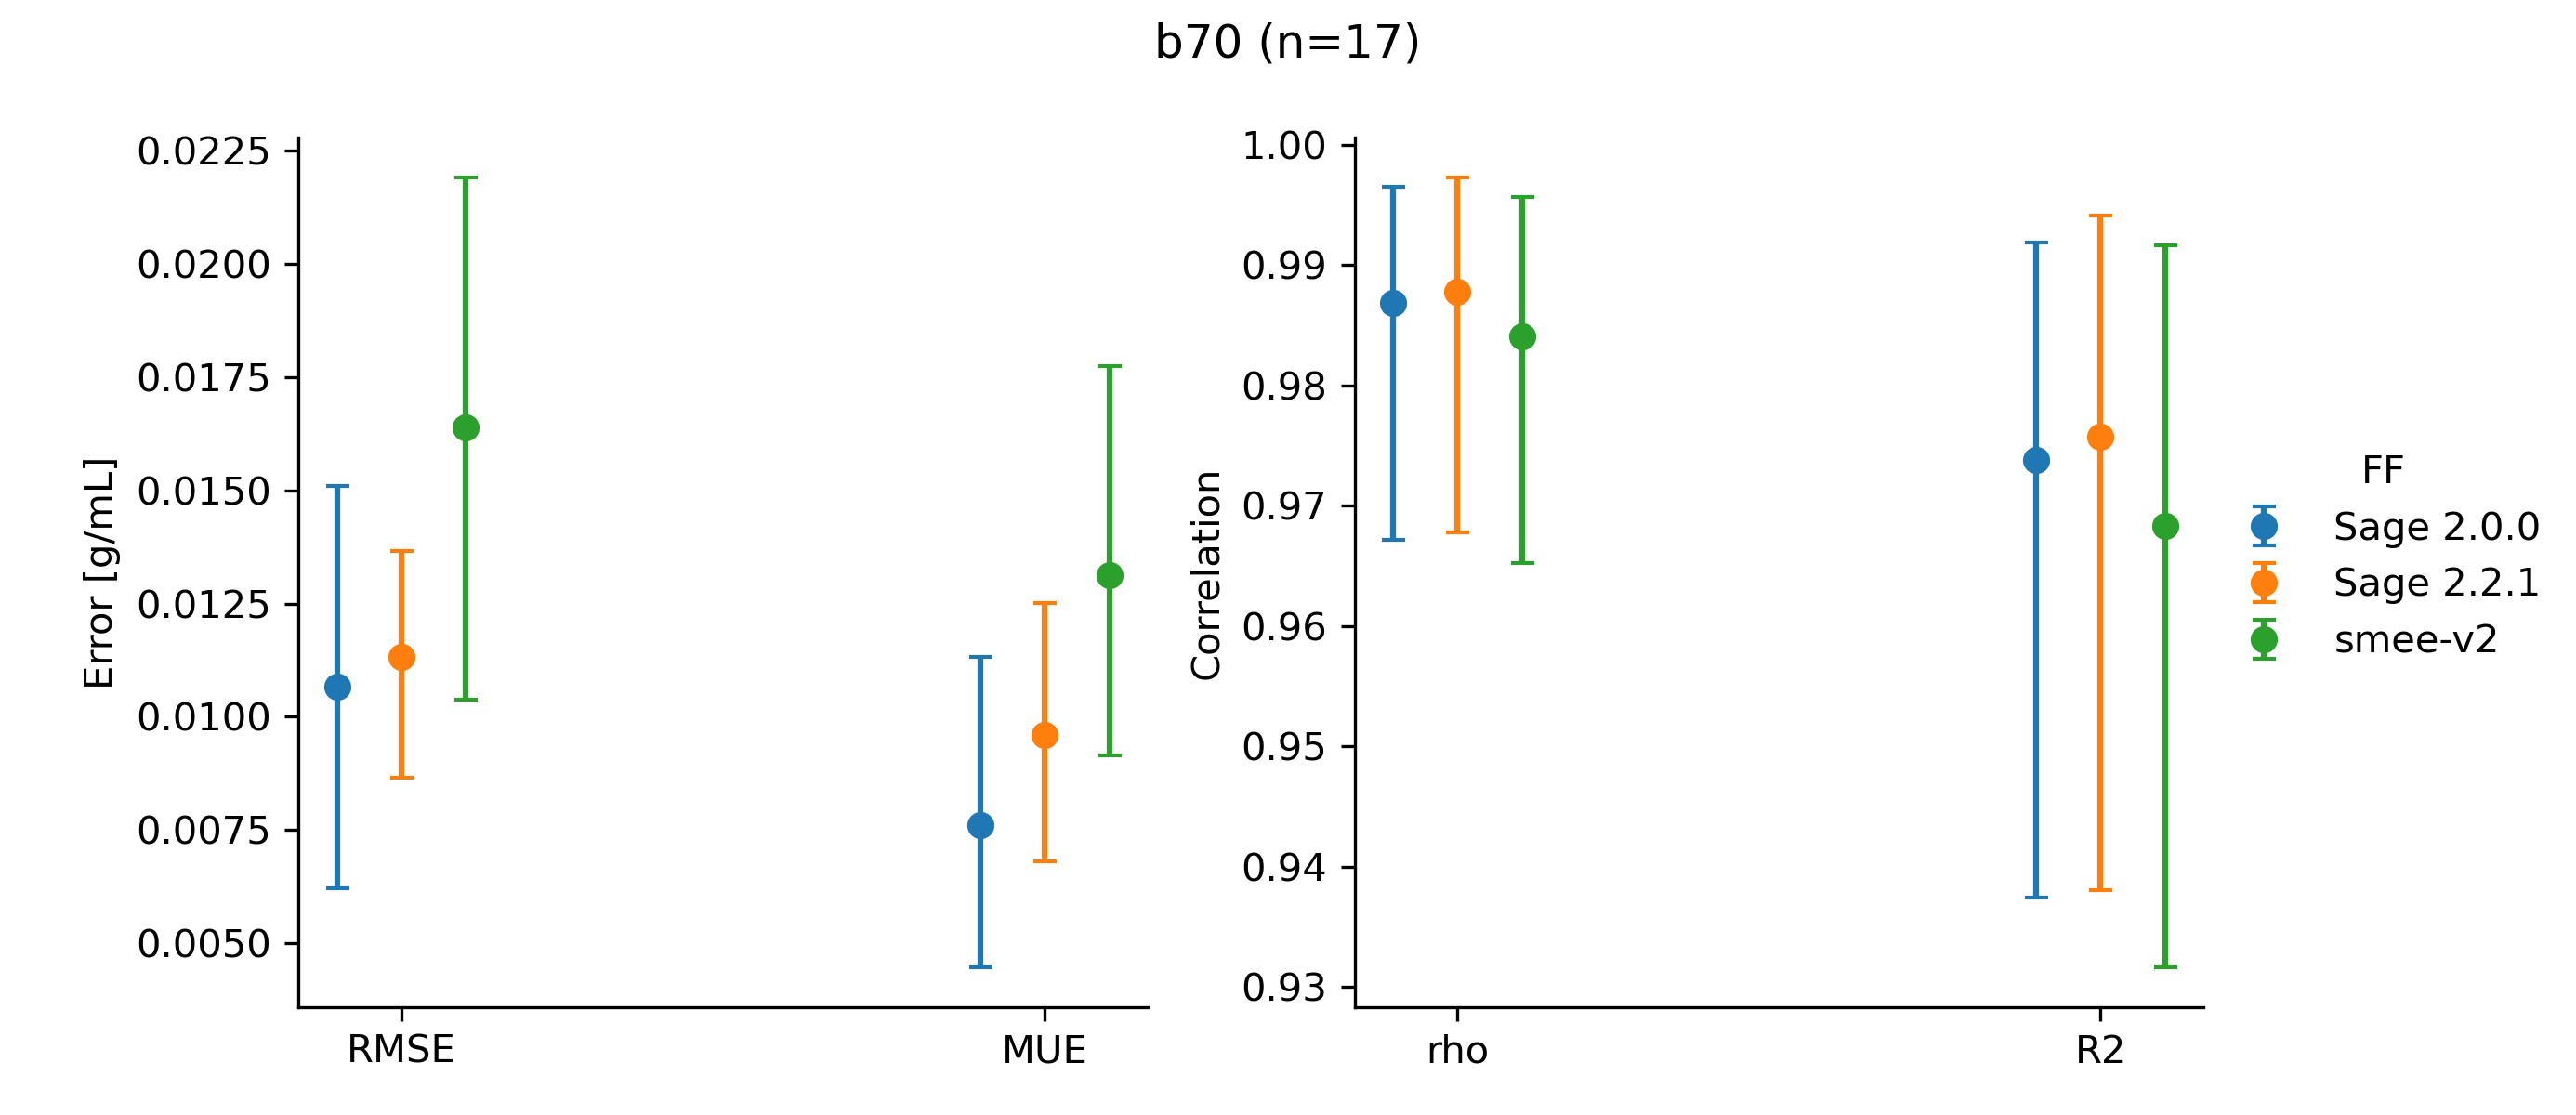 b70 (n=17)
Error [g/mL]
0.0225
0.0200
0.0175
0.0150
0.0125
0.0100
0.0075
0.0050
RMSE
MUE
Correlation
1.00
0.99
0.98
0.97
0.96
0.95
0.94
0.93
rho
R2
FF
Sage 2.0.0
Sage 2.2.1
smee-v2